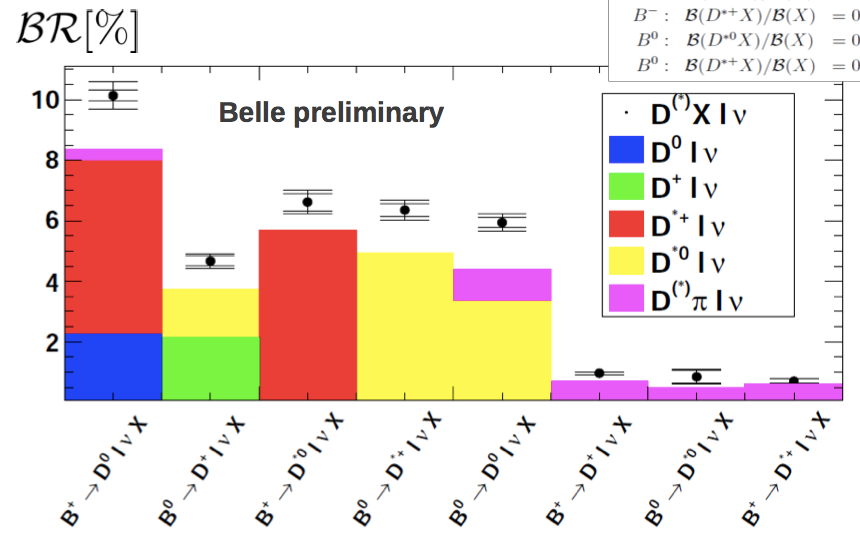 BR[%]
B⁻ : B(D*⁺X)/B(X) = 0
B⁰ : B(D*⁰X)/B(X) = 0
B⁰ : B(D*⁺X)/B(X) = 0
Belle preliminary
10
8
6
4
2
D⁽*⁾X l ν
D⁰ l ν
D⁺ l ν
D*⁺ l ν
D*⁰ l ν
D⁽*⁾π l ν
B⁺ → D⁰ l ν X
B⁰ → D⁺ l ν X
B⁺ → D*⁰ l ν X
B⁰ → D*⁺ l ν X
B⁰ → D⁰ l ν X
B⁺ → D⁺ l ν X
B⁰ → D*⁰ l ν X
B⁺ → D*⁺ l ν X